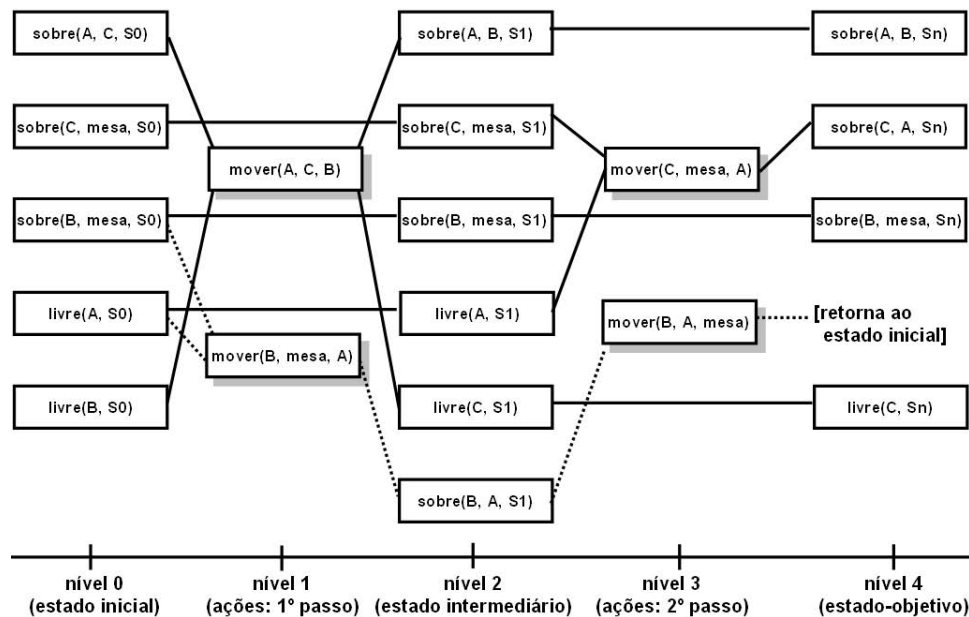 sobre(A, C, S0)
sobre(A, B, S1)
sobre(A, B, Sn)
sobre(C, mesa, S0)
sobre(C, mesa, S1)
sobre(C, A, Sn)
mover(A, C, B)
mover(C, mesa, A)
sobre(B, mesa, S0)
sobre(B, mesa, S1)
sobre(B, mesa, Sn)
livre(A, S0)
livre(A, S1)
mover(B, A, mesa)
[retorna ao
estado inicial]
mover(B, mesa, A)
livre(B, S0)
livre(C, S1)
livre(C, Sn)
sobre(B, A, S1)
nível 0
(estado inicial)
nível 1
(ações: 1º passo)
nível 2
(estado intermediário)
nível 3
(ações: 2º passo)
nível 4
(estado-objetivo)